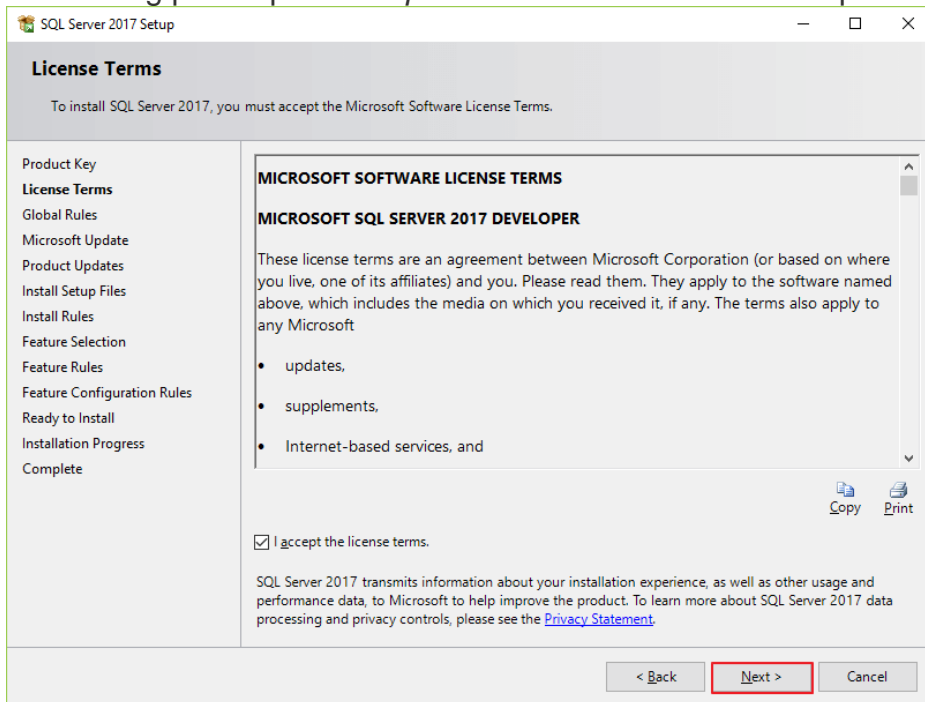 SQL Server 2017 Setup
License Terms
To install SQL Server 2017, you must accept the Microsoft Software License Terms.
Product Key
License Terms
Global Rules
Microsoft Update
Product Updates
Install Setup Files
Install Rules
Feature Selection
Feature Rules
Feature Configuration Rules
Ready to Install
Installation Progress
Complete
MICROSOFT SOFTWARE LICENSE TERMS
MICROSOFT SQL SERVER 2017 DEVELOPER
These license terms are an agreement between Microsoft Corporation (or based on where
you live, one of its affiliates) and you. Please read them. They apply to the software named
above, which includes the media on which you received it, if any. The terms also apply to
any Microsoft
• updates,
• supplements,
• Internet-based services, and
Copy Print
I accept the license terms.
SQL Server 2017 transmits information about your installation experience, as well as other usage and
performance data, to Microsoft to help improve the product. To learn more about SQL Server 2017 data
processing and privacy controls, please see the Privacy Statement.
< Back Next > Cancel